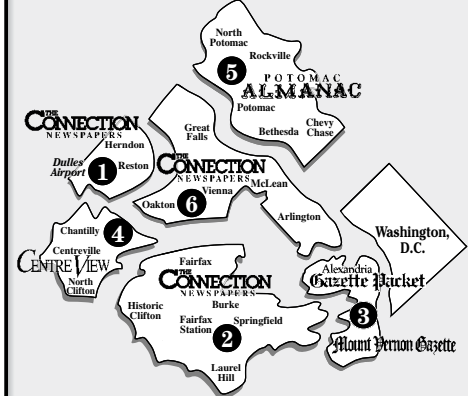 North
Potomac
Rockville
5
POTOMAC
ALMANAC
Potomac
Bethesda
Chevy
Chase
THE
CONNECTION
NEWSPAPERS
Herndon
Dulles
Airport
1
Reston
Great
Falls
THE
CONNECTION
NEWSPAPERS
Vienna
McLean
Oakton
6
Arlington
Chantilly
4
Centreville
CENTRE VIEW
North
Clifton
Washington,
D.C.
Fairfax
THE
CONNECTION
NEWSPAPERS
Burke
Historic
Clifton
Fairfax
Station
Springfield
2
Laurel
Hill
Alexandria
Gazette Packet
3
Mount Vernon Gazette